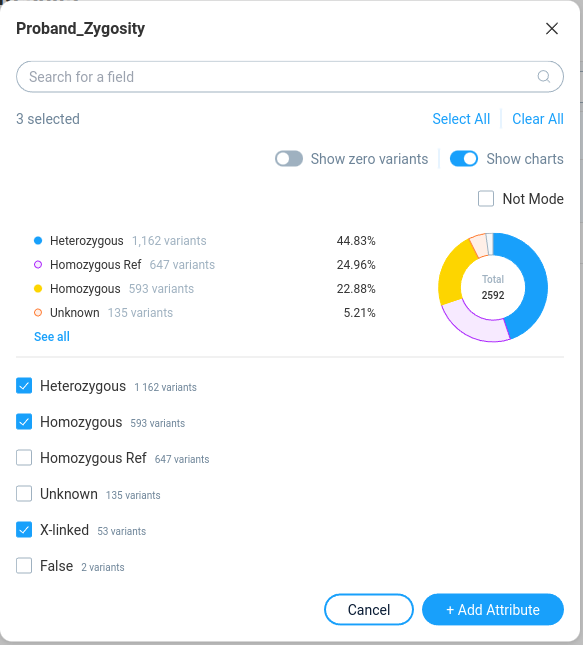 Proband_Zygosity
Search for a field
3 selected Select All Clear All
Show zero variants Show charts
Not Mode
Heterozygous 1,162 variants 44.83%
Homozygous Ref 647 variants 24.96%
Homozygous 593 variants 22.88%
Unknown 135 variants 5.21%
See all
Total
2592
Heterozygous 1 162 variants
Homozygous 593 variants
Homozygous Ref 647 variants
Unknown 135 variants
X-linked 53 variants
False 2 variants
Cancel + Add Attribute